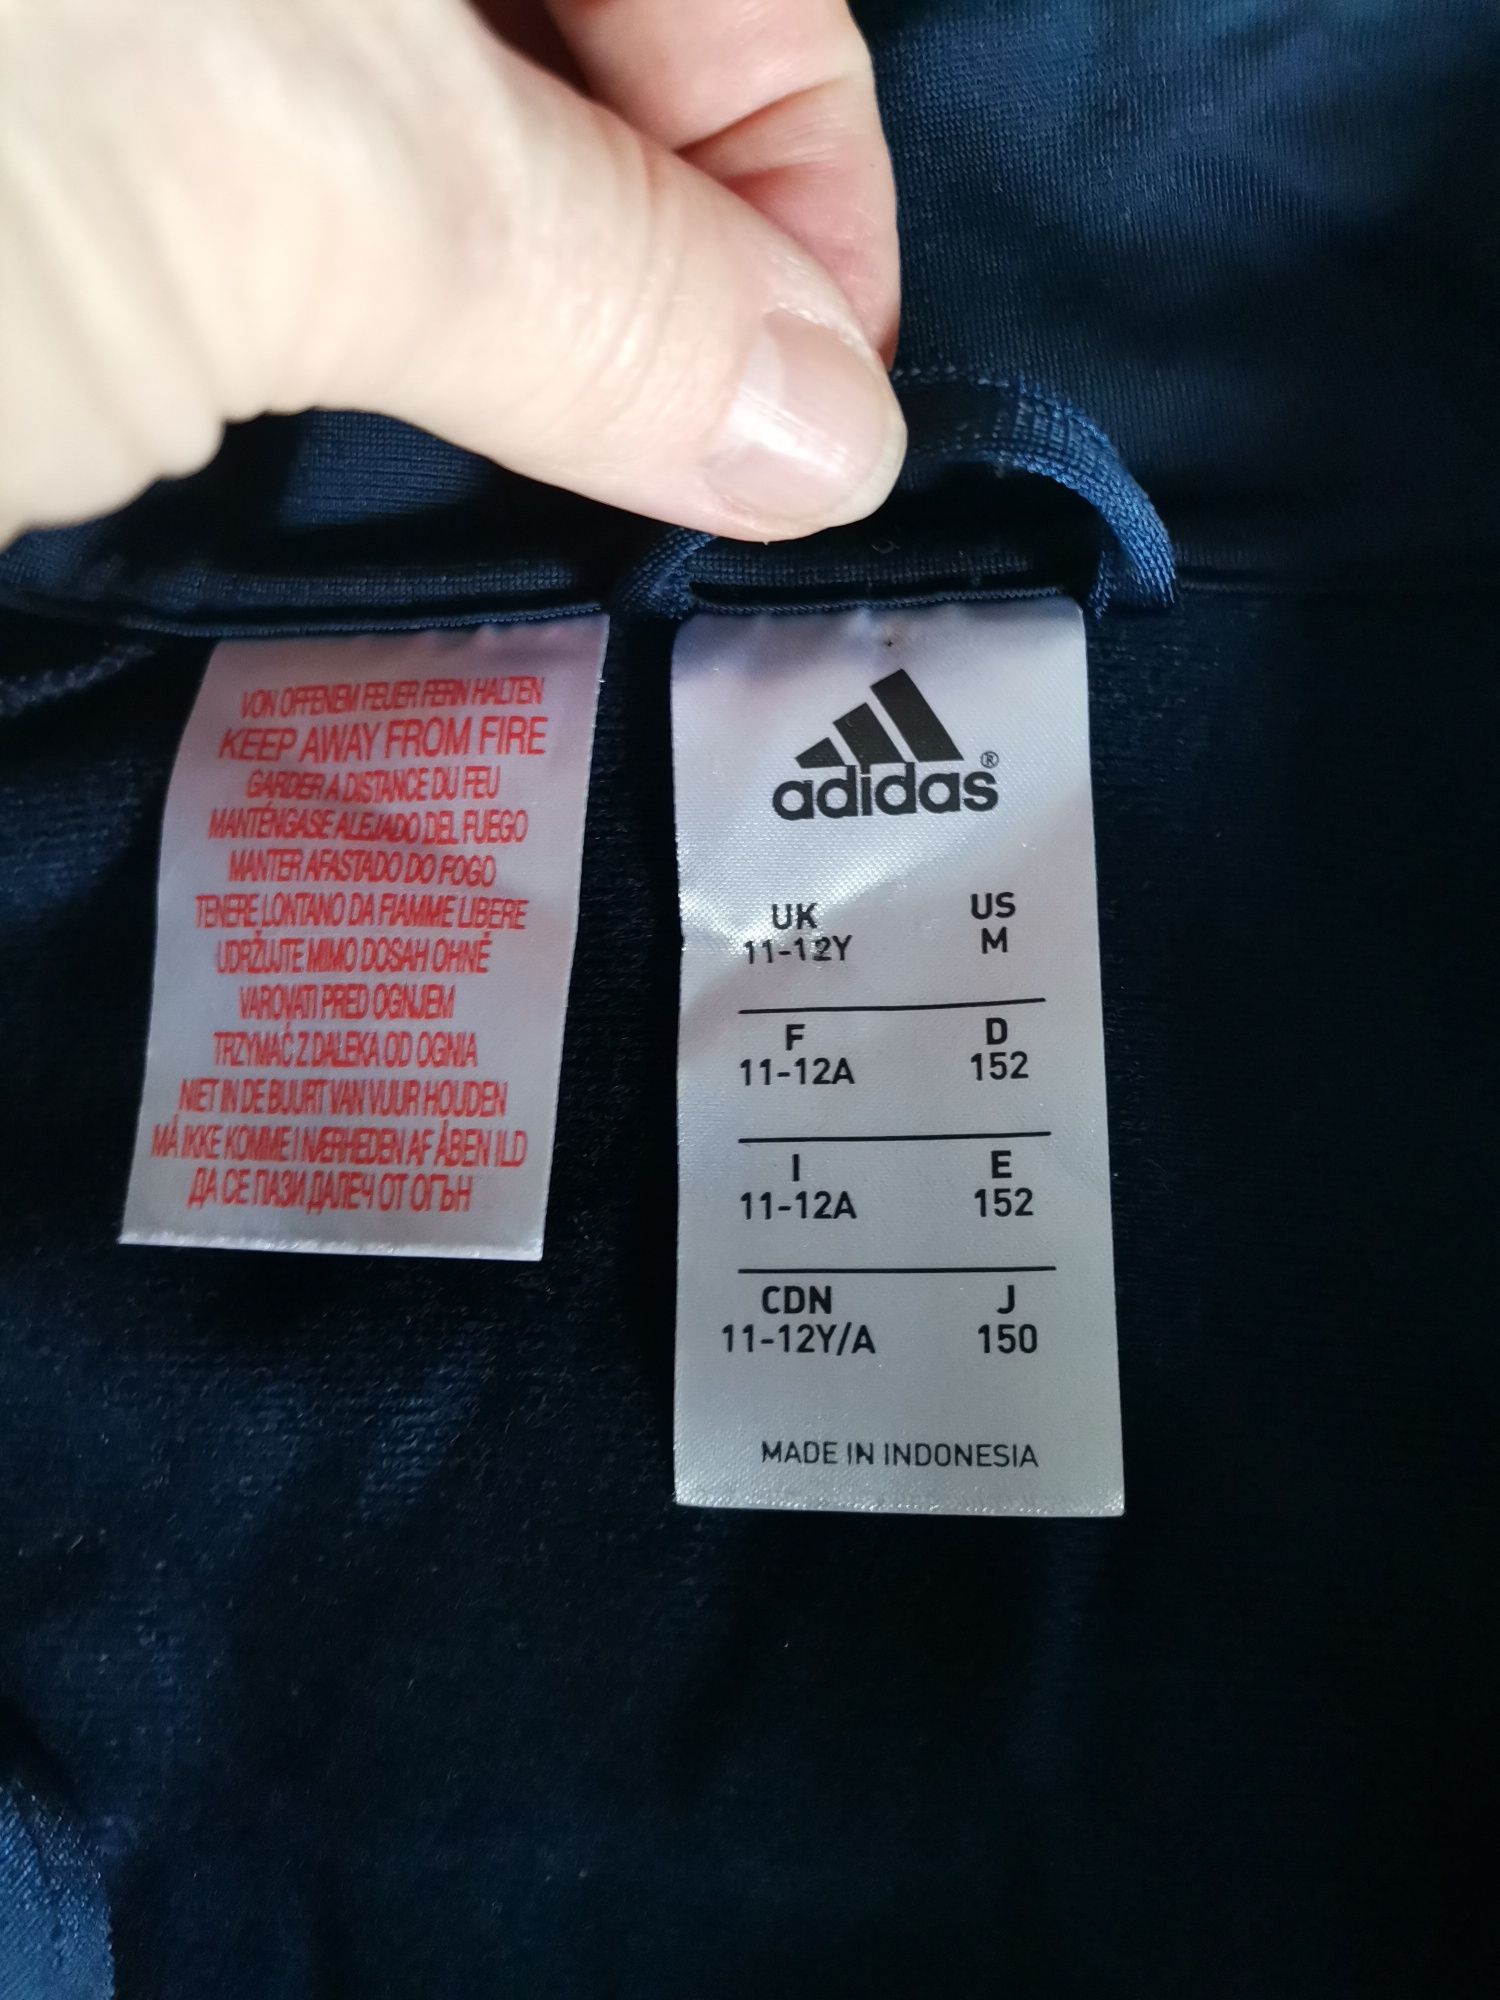 VON OFFENEM FEUER FERN HALTEN
KEEP AWAY FROM FIRE
GARDER A DISTANCE DU FEU
MANTÉNGASE ALEJADO DEL FUEGO
MANTER AFASTADO DO FOGO
TENERE LONTANO DA FIAMME LIBERE
UDRŽUJTE MIMO DOSAH OHNĚ
VAROVATI PRED OGNJEM
TRZYMAĆ Z DALEKA OD OGNIA
NIET IN DE BUURT VAN VUUR HOUDEN
MÅ IKKE KOMME I NÆRHEDEN AF ÅBEN ILD
ДА СЕ ПАЗИ ДАЛЕЧ ОТ ОГЪН
adidas®
UK US
11-12Y M
F D
11-12A 152
I E
11-12A 152
CDN J
11-12Y/A 150
MADE IN INDONESIA